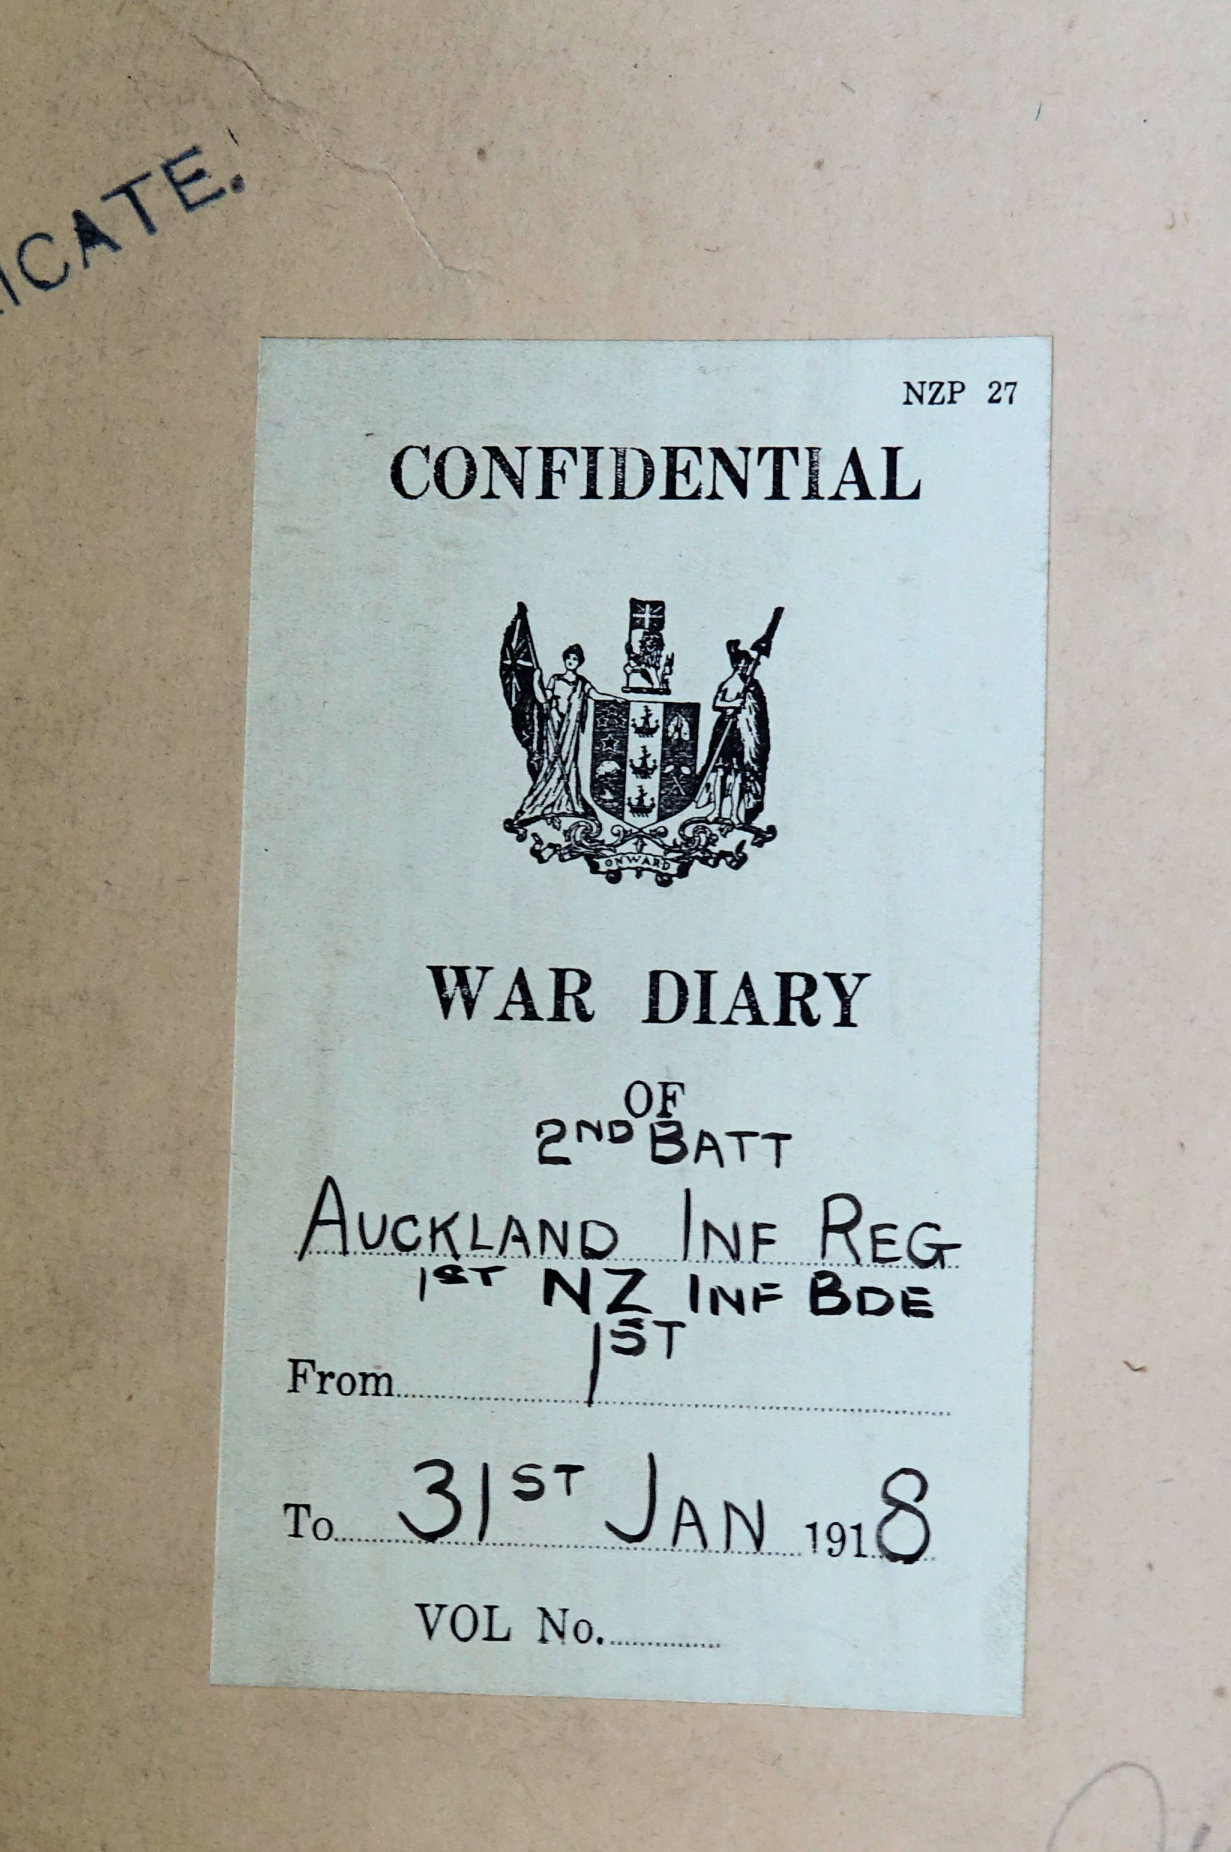 ICATE.
NZP 27
CONFIDENTIAL
ONWARD
WAR DIARY
OF
2ND BATT
AUCKLAND INF REG
1ST NZ INF BDE
From 1ST
To 31ST JAN 1918
VOL No.